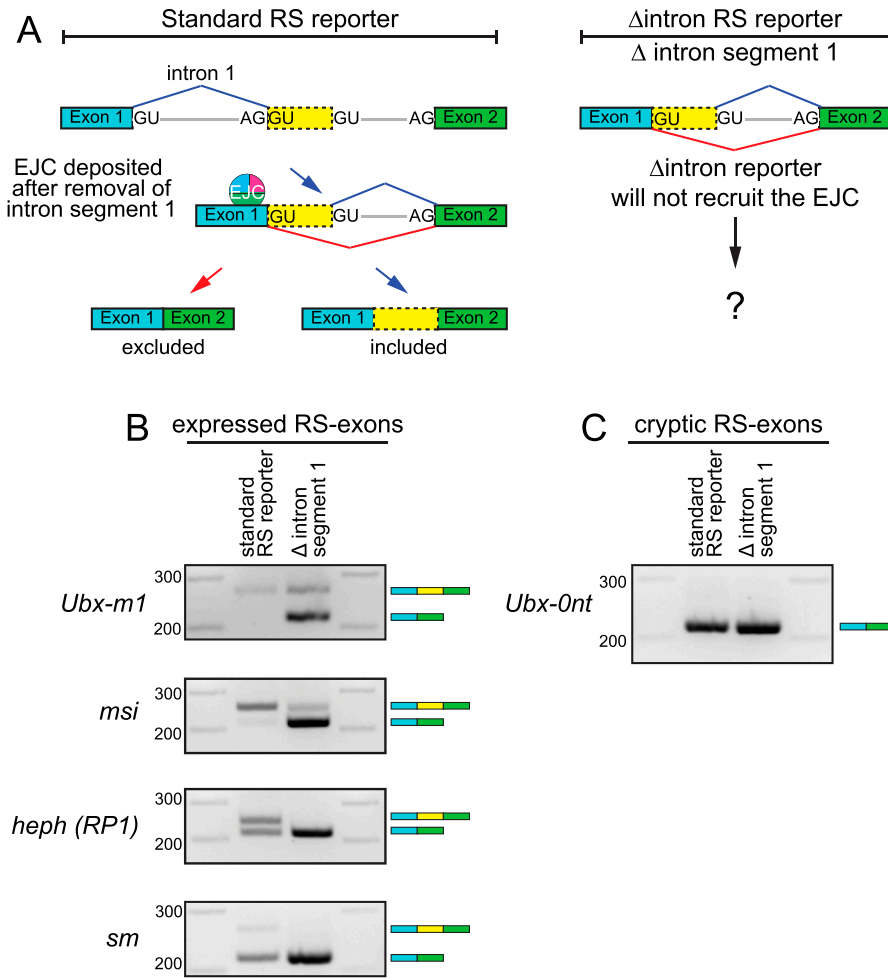 A
Standard RS reporter
Δintron RS reporter
Δ intron segment 1
intron 1
Exon 1 GU AG GU GU AG Exon 2
Exon 1 GU GU AG Exon 2
EJC deposited
after removal of
intron segment 1
EJC
Exon 1 GU GU AG Exon 2
Δintron reporter
will not recruit the EJC
?
Exon 1 Exon 2
excluded
Exon 1 Exon 2
included
B
expressed RS-exons
standard
RS reporter
Δ intron
segment 1
Ubx-m1
300
200
msi
300
200
heph (RP1)
300
200
sm
300
200
C
cryptic RS-exons
standard
RS reporter
Δ intron
segment 1
Ubx-0nt
300
200